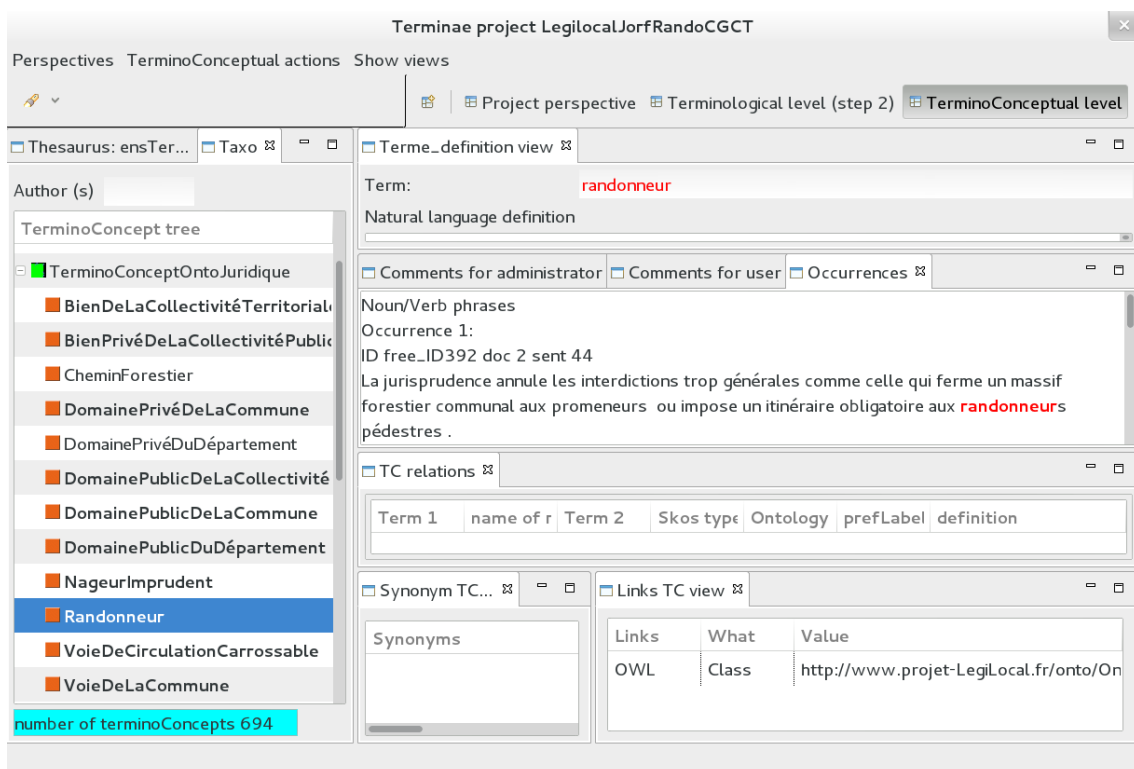 Terminae project LegilocalJorfRandoCGCT
Perspectives TerminoConceptual actions Show views
Project perspective Terminological level (step 2) TerminoConceptual level
Thesaurus: ensTer... Taxo
Author (s)
TerminoConcept tree
TerminoConceptOntoJuridique
BienDeLaCollectivitéTerritoriale
BienPrivéDeLaCollectivitéPublic
CheminForestier
DomainePrivéDeLaCommune
DomainePrivéDuDépartement
DomainePublicDeLaCollectivité
DomainePublicDeLaCommune
DomainePublicDuDépartement
NageurImprudent
Randonneur
VoieDeCirculationCarrossable
VoieDeLaCommune
number of terminoConcepts 694
Terme_definition view
Term: randonneur
Natural language definition
Comments for administrator Comments for user Occurrences
Noun/Verb phrases
Occurrence 1:
ID free_ID392 doc 2 sent 44
La jurisprudence annule les interdictions trop générales comme celle qui ferme un massif
forestier communal aux promeneurs ou impose un itinéraire obligatoire aux randonneurs
pédestres .
TC relations
Term 1 name of r Term 2 Skos type Ontology prefLabel definition
Synonym TC...
Synonyms
Links TC view
Links What Value
OWL Class http://www.projet-LegiLocal.fr/onto/On